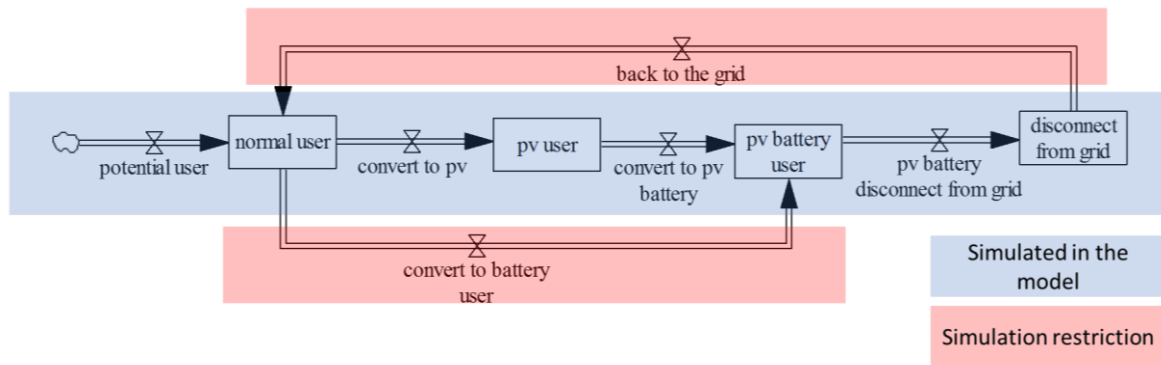 back to the grid
normal user
pv user
pv battery
user
disconnect
from grid
potential user
convert to pv
convert to pv
battery
pv battery
disconnect from grid
convert to battery
user
Simulated in the
model
Simulation restriction